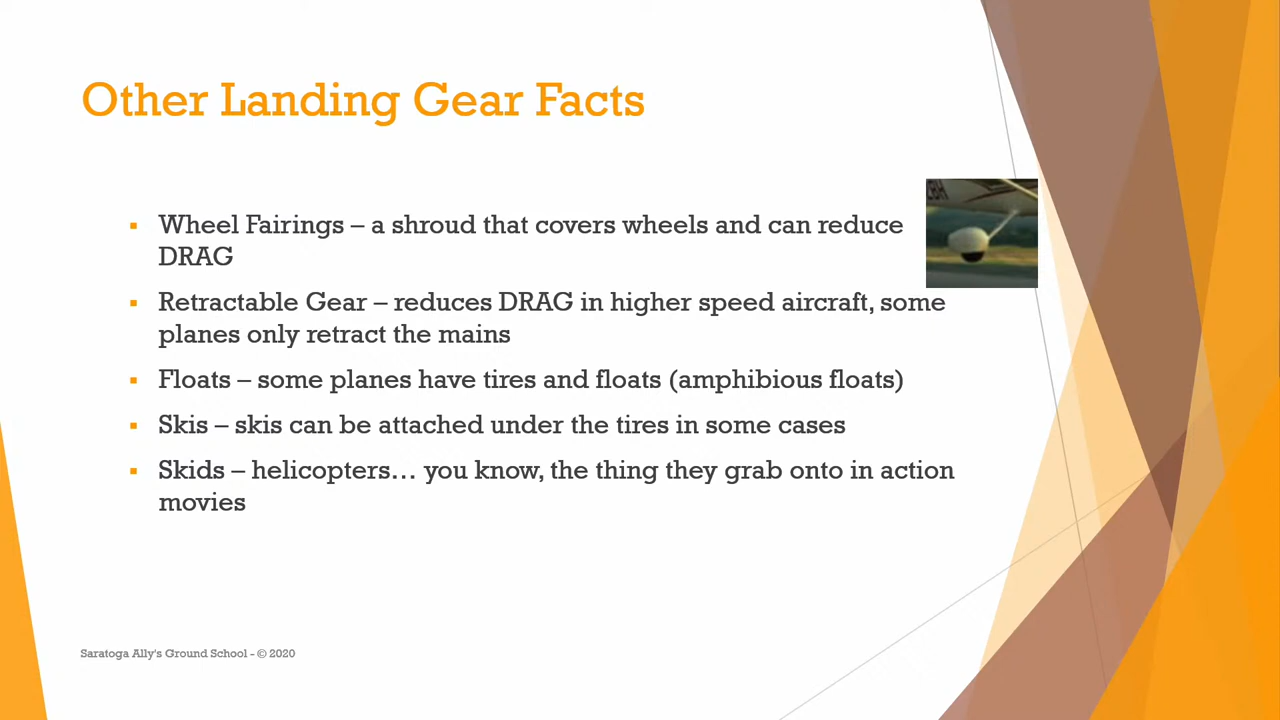 Other Landing Gear Facts
▪ Wheel Fairings – a shroud that covers wheels and can reduce
DRAG
▪ Retractable Gear – reduces DRAG in higher speed aircraft, some
planes only retract the mains
▪ Floats – some planes have tires and floats (amphibious floats)
▪ Skis – skis can be attached under the tires in some cases
▪ Skids – helicopters… you know, the thing they grab onto in action
movies
Saratoga Ally's Ground School - © 2020